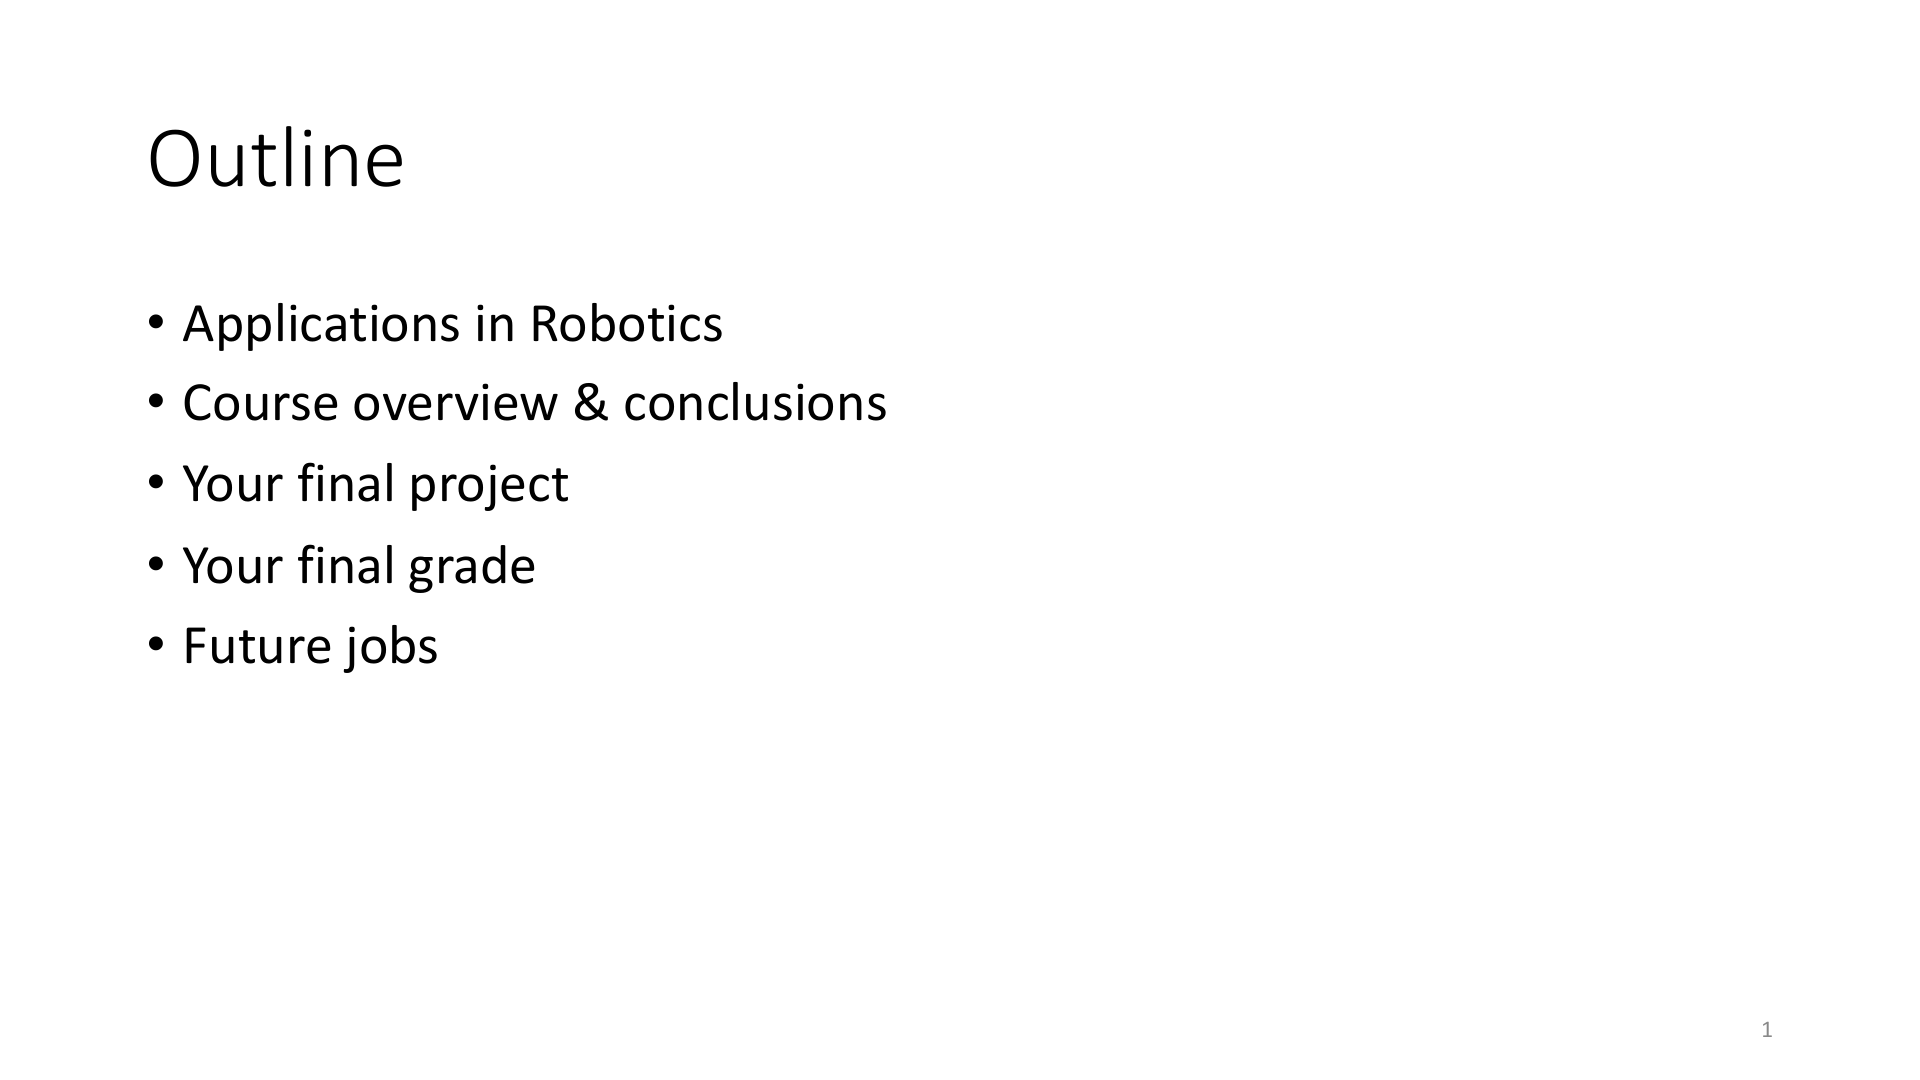 Outline
• Applications in Robotics
• Course overview & conclusions
• Your final project
• Your final grade
• Future jobs
1